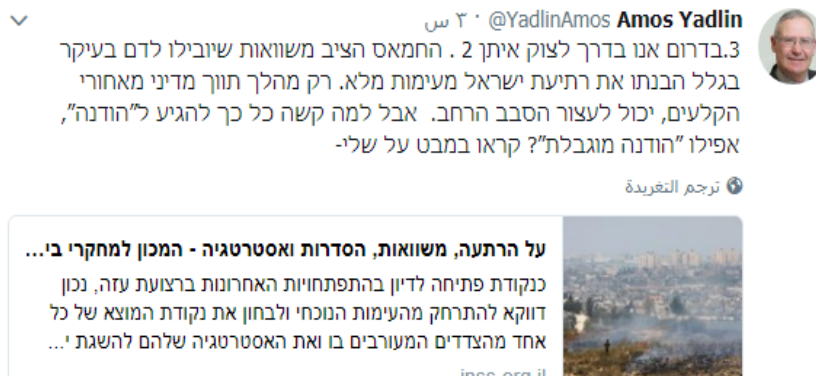 Amos Yadlin @YadlinAmos · ٣ س
3.בדרום אנו בדרך לצוק איתן 2 . החמאס הציב משוואות שיובילו לדם בעיקר
בגלל הבנתו את רתיעת ישראל מעימות מלא. רק מהלך תווך מדיני מאחורי
הקלעים, יכול לעצור הסבב הרחב.  אבל למה קשה כל כך להגיע ל"הודנה",
אפילו "הודנה מוגבלת"? קראו במבט על שלי-
ترجم التغريدة
על הרתעה, משוואות, הסדרות ואסטרטגיה - המכון למחקרי בי...
כנקודת פתיחה לדיון בהתפתחויות האחרונות ברצועת עזה, נכון
דווקא להתרחק מהעימות הנוכחי ולבחון את נקודת המוצא של כל
אחד מהצדדים המעורבים בו ואת האסטרטגיה שלהם להשגת י...
inss.org.il